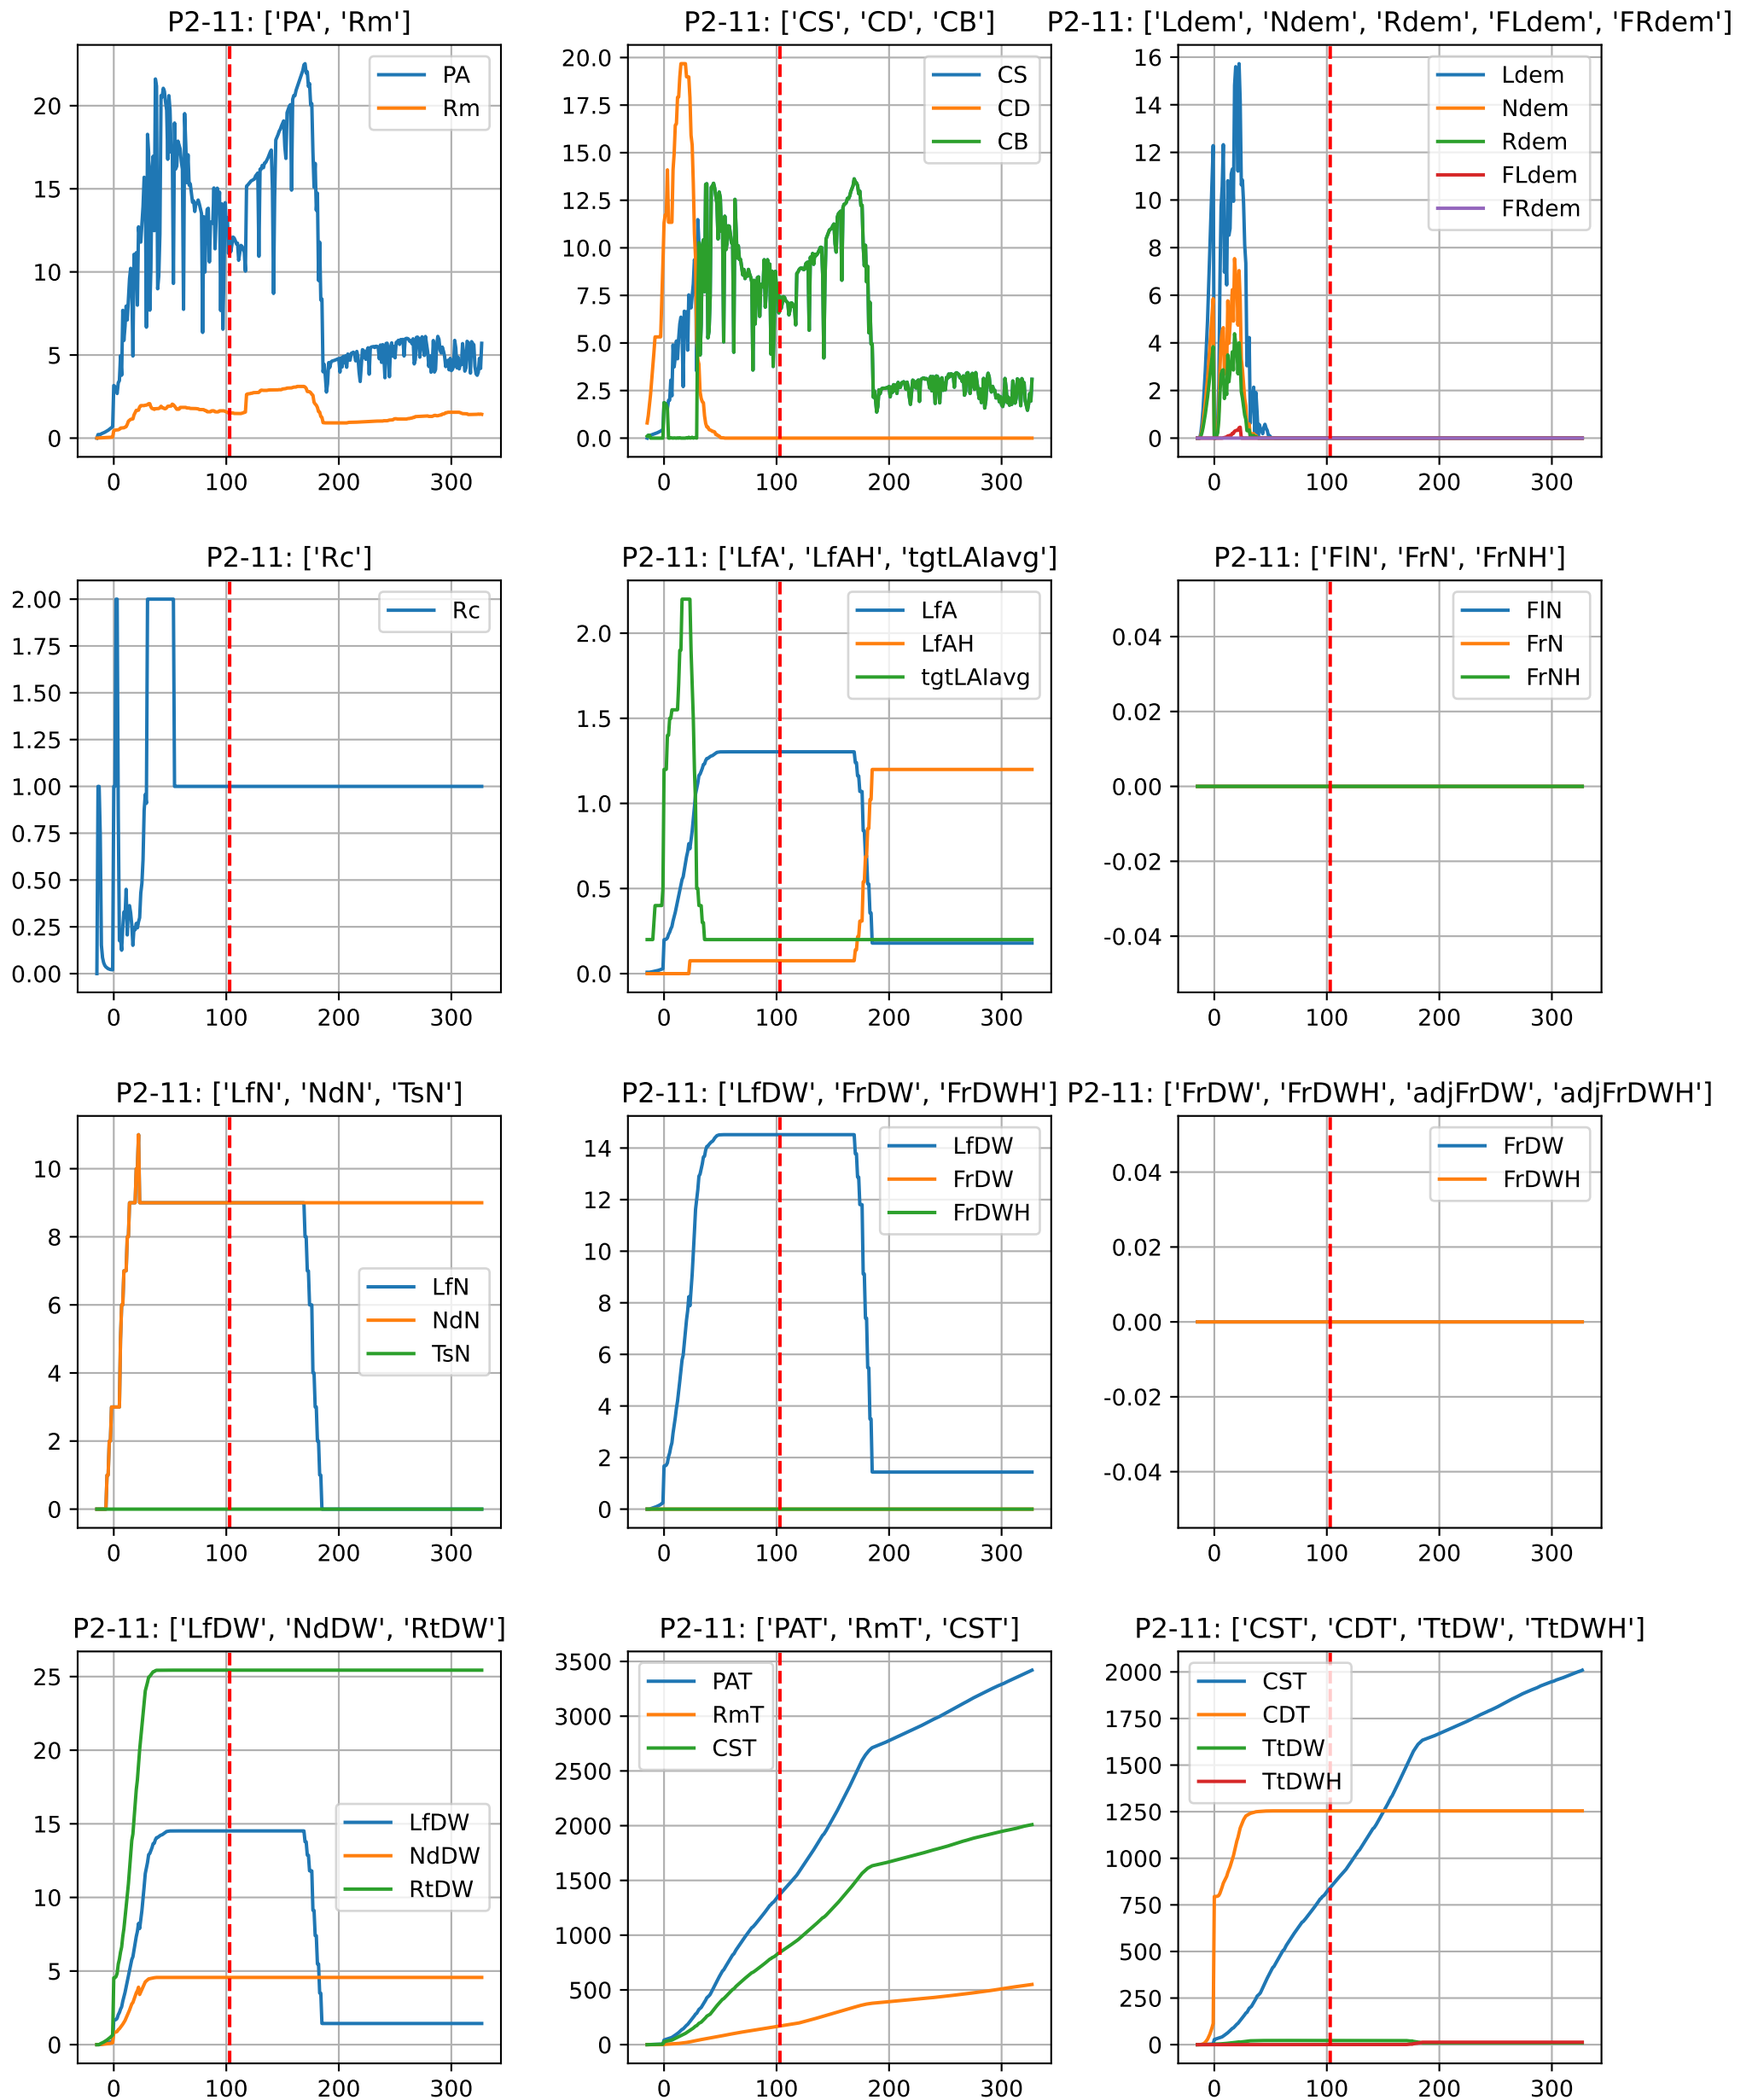 P2-11: ['PA', 'Rm']
PA
Rm
20
15
10
5
0
0 100 200 300
P2-11: ['CS', 'CD', 'CB']
CS
CD
CB
20.0
17.5
15.0
12.5
10.0
7.5
5.0
2.5
0.0
0 100 200 300
P2-11: ['Ldem', 'Ndem', 'Rdem', 'FLdem', 'FRdem']
Ldem
Ndem
Rdem
FLdem
FRdem
16
14
12
10
8
6
4
2
0
0 100 200 300
P2-11: ['Rc']
Rc
2.00
1.75
1.50
1.25
1.00
0.75
0.50
0.25
0.00
0 100 200 300
P2-11: ['LfA', 'LfAH', 'tgtLAIavg']
LfA
LfAH
tgtLAIavg
2.0
1.5
1.0
0.5
0.0
0 100 200 300
P2-11: ['FlN', 'FrN', 'FrNH']
FlN
FrN
FrNH
0.04
0.02
0.00
-0.02
-0.04
0 100 200 300
P2-11: ['LfN', 'NdN', 'TsN']
LfN
NdN
TsN
10
8
6
4
2
0
0 100 200 300
P2-11: ['LfDW', 'FrDW', 'FrDWH']
LfDW
FrDW
FrDWH
14
12
10
8
6
4
2
0
0 100 200 300
P2-11: ['FrDW', 'FrDWH', 'adjFrDW', 'adjFrDWH']
FrDW
FrDWH
0.04
0.02
0.00
-0.02
-0.04
0 100 200 300
P2-11: ['LfDW', 'NdDW', 'RtDW']
LfDW
NdDW
RtDW
25
20
15
10
5
0
0 100 200 300
P2-11: ['PAT', 'RmT', 'CST']
PAT
RmT
CST
3500
3000
2500
2000
1500
1000
500
0
0 100 200 300
P2-11: ['CST', 'CDT', 'TtDW', 'TtDWH']
CST
CDT
TtDW
TtDWH
2000
1750
1500
1250
1000
750
500
250
0
0 100 200 300